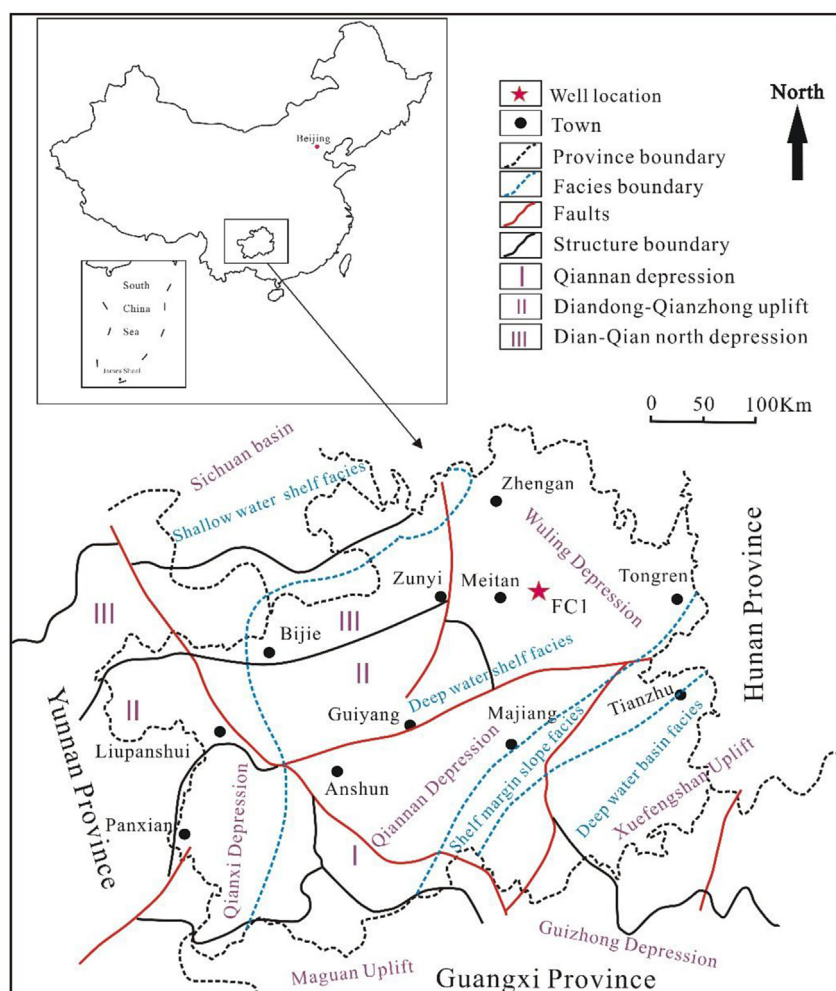 Beijing
South
China
Sea
Well location
Town
Province boundary
Facies boundary
Faults
Structure boundary
I Qiannan depression
II Diandong-Qianzhong uplift
III Dian-Qian north depression
North
0 50 100Km
Sichuan basin
Shallow water shelf facies
Zhengan
Wuling Depression
Zunyi
Meitan
FC1
Tongren
Hunan Province
III
III
Bijie
II
II
Deep water shelf facies
Guiyang
Majiang
Tianzhu
Yunnan Province
Liupanshui
Anshun
Qiannan Depression
Shelf margin slope facies
Deep water basin facies
Xuefengshan Uplift
Panxian
Qianxi Depression
I
Maguan Uplift
Guangxi Province
Guizhong Depression